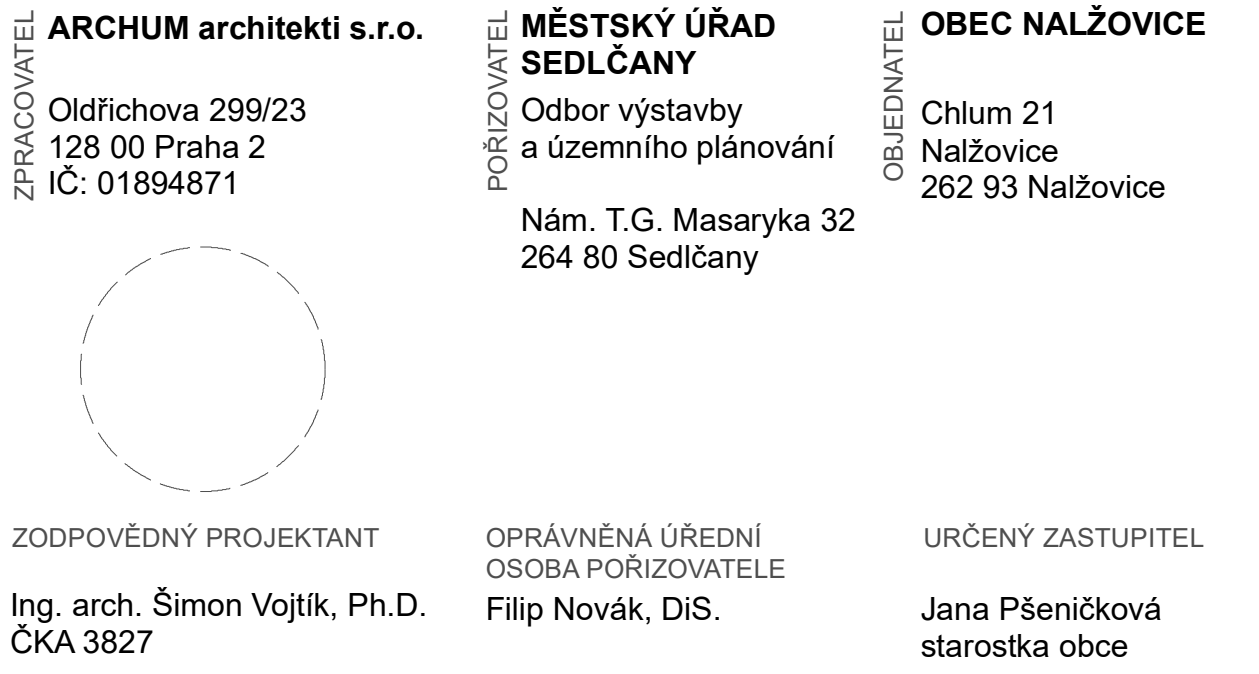 ZPRACOVATEL
ARCHUM architekti s.r.o.
Oldřichova 299/23
128 00 Praha 2
IČ: 01894871
POŘIZOVATEL
MĚSTSKÝ ÚŘAD
SEDLČANY
Odbor výstavby
a územního plánování
Nám. T.G. Masaryka 32
264 80 Sedlčany
OBJEDNATEL
OBEC NALŽOVICE
Chlum 21
Nalžovice
262 93 Nalžovice
ZODPOVĚDNÝ PROJEKTANT
Ing. arch. Šimon Vojtík, Ph.D.
ČKA 3827
OPRÁVNĚNÁ ÚŘEDNÍ
OSOBA POŘIZOVATELE
Filip Novák, DiS.
URČENÝ ZASTUPITEL
Jana Pšeničková
starostka obce